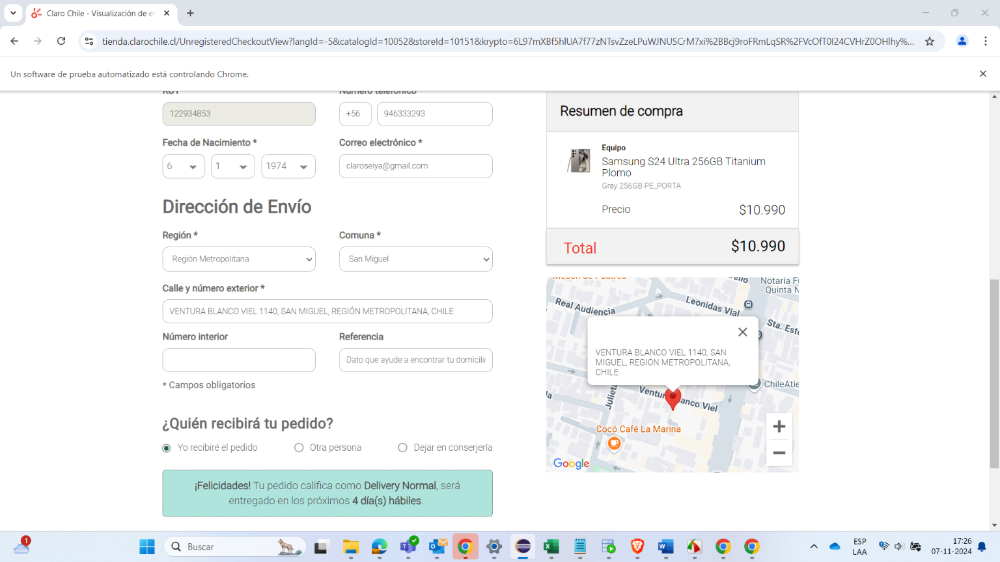 Claro Chile - Visualización de er
tienda.clarochile.cl/UnregisteredCheckoutView?langId=-5&catalogId=10052&storeId=10151&krypto=6L97mXBf5hlUA7f77zNTsvZzeLPuWJNUSCrM7xi%2BBcj9roFRmLqSR%2FVcOfT0I24CVHrZ0OHlhy%...
Un software de prueba automatizado está controlando Chrome.
RUT
Número telefónico
122934853
+56
946333293
Fecha de Nacimiento *
Correo electrónico *
6
1
1974
claroseiya@gmail.com
Dirección de Envío
Región *
Comuna *
Región Metropolitana
San Miguel
Calle y número exterior *
VENTURA BLANCO VIEL 1140, SAN MIGUEL, REGIÓN METROPOLITANA, CHILE
Número interior
Referencia
Dato que ayude a encontrar tu domicilio
* Campos obligatorios
¿Quién recibirá tu pedido?
Yo recibiré el pedido
Otra persona
Dejar en conserjería
¡Felicidades! Tu pedido califica como Delivery Normal, será
entregado en los próximos 4 día(s) hábiles.
Resumen de compra
Equipo
Samsung S24 Ultra 256GB Titanium
Plomo
Gray 256GB PE_PORTA
Precio
$10.990
Total
$10.990
Mesón de Postres
Notaría F
- Quinta N
Real Audiencia
Leonidas Vial
Sta. Este
VENTURA BLANCO VIEL 1140, SAN
MIGUEL, REGIÓN METROPOLITANA,
CHILE
ChileAtie
Julieta
Ventura Blanco Viel
Cocó Café La Marina
Google
1
Buscar
ESP
LAA
17:26
07-11-2024